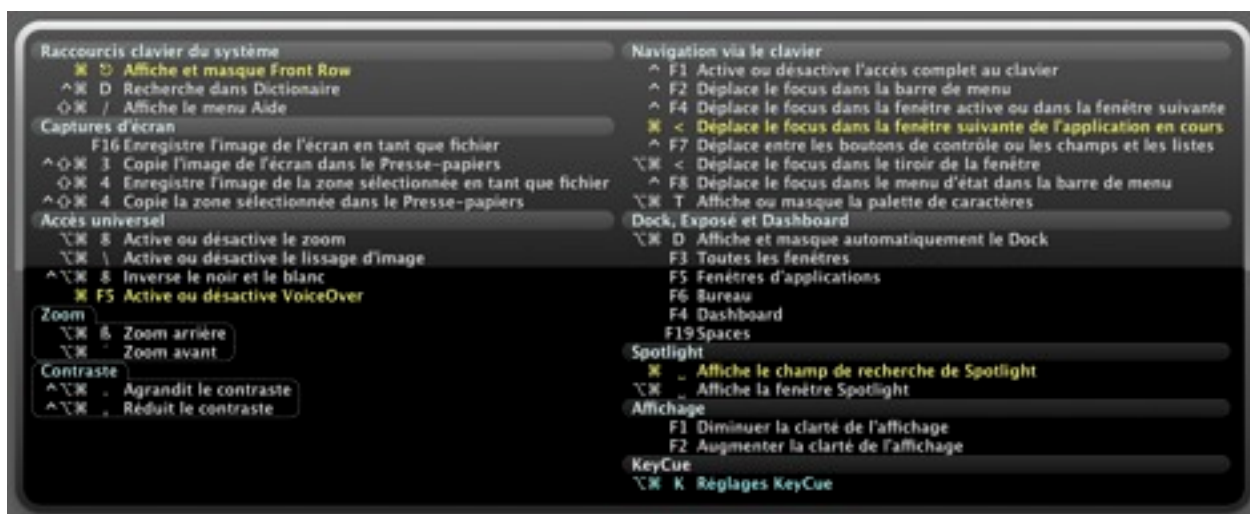 Raccourcis clavier du système
⌘ ⎋ Affiche et masque Front Row
^⌘ D Recherche dans Dictionaire
⇧⌘ / Affiche le menu Aide
Captures d'écran
F16 Enregistre l'image de l'écran en tant que fichier
^⇧⌘ 3 Copie l'image de l'écran dans le Presse-papiers
⇧⌘ 4 Enregistre l'image de la zone sélectionnée en tant que fichier
^⇧⌘ 4 Copie la zone sélectionnée dans le Presse-papiers
Accès universel
⌥⌘ 8 Active ou désactive le zoom
⌥⌘ \ Active ou désactive le lissage d'image
^⌥⌘ 8 Inverse le noir et le blanc
⌘ F5 Active ou désactive VoiceOver
Zoom
⌥⌘ ß Zoom arrière
⌥⌘ ´ Zoom avant
Contraste
^⌥⌘ . Agrandit le contraste
^⌥⌘ , Réduit le contraste
Navigation via le clavier
^ F1 Active ou désactive l'accès complet au clavier
^ F2 Déplace le focus dans la barre de menu
^ F4 Déplace le focus dans la fenêtre active ou dans la fenêtre suivante
⌘ < Déplace le focus dans la fenêtre suivante de l'application en cours
^ F7 Déplace entre les boutons de contrôle ou les champs et les listes
⌥⌘ < Déplace le focus dans le tiroir de la fenêtre
^ F8 Déplace le focus dans le menu d'état dans la barre de menu
⌥⌘ T Affiche ou masque la palette de caractères
Dock, Exposé et Dashboard
⌥⌘ D Affiche et masque automatiquement le Dock
F3 Toutes les fenêtres
F5 Fenêtres d'applications
F6 Bureau
F4 Dashboard
F19 Spaces
Spotlight
⌘ ⎵ Affiche le champ de recherche de Spotlight
⌥⌘ ⎵ Affiche la fenêtre Spotlight
Affichage
F1 Diminuer la clarté de l'affichage
F2 Augmenter la clarté de l'affichage
KeyCue
⌥⌘ K Réglages KeyCue